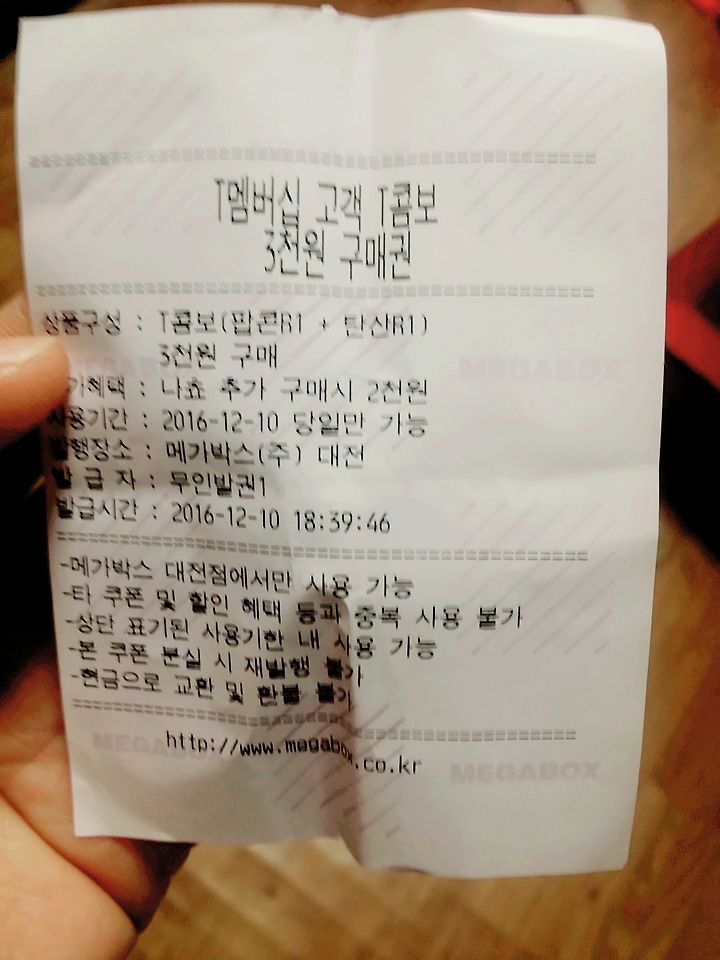 T멤버십 고객 T콤보
3천원 구매권
상품구성 : T콤보(팝콘R1 + 탄산R1)
3천원 구매
가혜택 : 나쵸 추가 구매시 2천원
사용기간 : 2016-12-10 당일만 가능
발행장소 : 메가박스(주) 대전
발 급 자 : 무인발권1
발급시간 : 2016-12-10 18:39:46
-메가박스 대전점에서만 사용 가능
-타 쿠폰 및 할인 혜택 등과 중복 사용 불가
-상단 표기된 사용기한 내 사용 가능
-본 쿠폰 분실 시 재발행 불가
-현금으로 교환 및 환불 불가
http://www.megabox.co.kr
MEGABOX
MEGABOX
MEGABOX